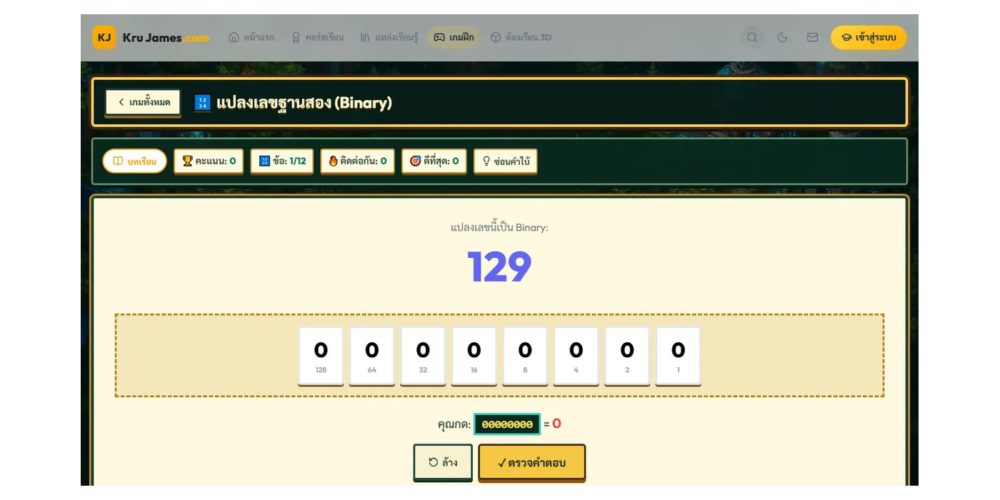 KJ Kru James.com หน้าแรก คอร์สเรียน แหล่งเรียนรู้ เกมฝึก ห้องเรียน 3D เข้าสู่ระบบ
เกมทั้งหมด 1 2 3 4 แปลงเลขฐานสอง (Binary)
บทเรียน คะแนน: 0 ข้อ: 1/12 ติดต่อกัน: 0 ดีที่สุด: 0 ซ่อนคำใบ้
แปลงเลขนี้เป็น Binary:
129
0 0 0 0 0 0 0 0
128 64 32 16 8 4 2 1
คุณกด: 00000000 = 0
ล้าง ✓ ตรวจคำตอบ